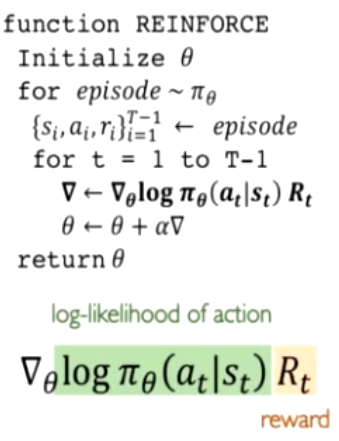 function REINFORCE
Initialize θ
for episode ~ π_θ
{s_i, a_i, r_i}_{i=1}^{T-1} ← episode
for t = 1 to T-1
∇ ← ∇_θ log π_θ(a_t|s_t) R_t
θ ← θ + α∇
return θ
log-likelihood of action
∇_θ log π_θ(a_t|s_t) R_t
reward